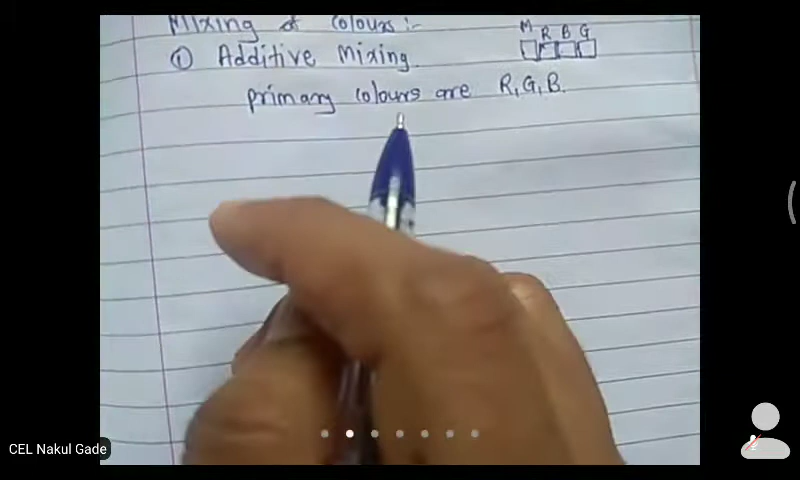 Mixing of colours :-
M R B G
① Additive Mixing.
primary colours are R, G, B.
CEL Nakul Gade